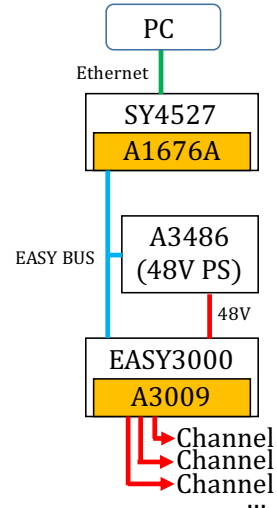 PC
Ethernet
SY4527
A1676A
A3486
(48V PS)
EASY BUS
48V
EASY3000
A3009
Channel
Channel
Channel
...